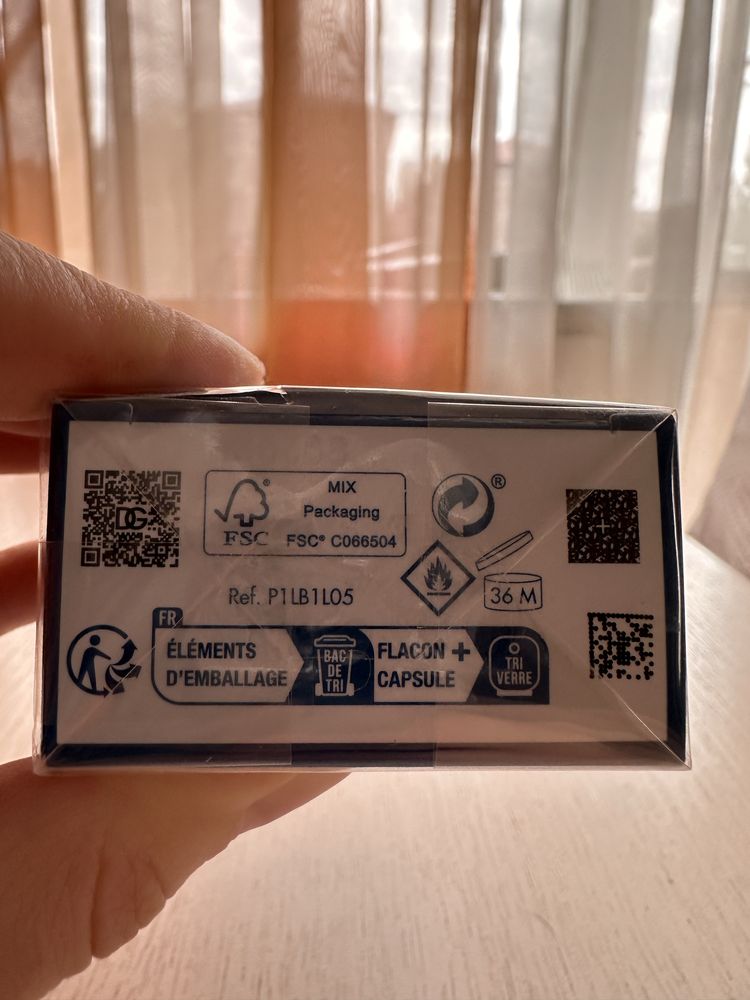 DG
MIX
Packaging
FSC
FSC® C066504
®
Ref. P1LB1L05
36 M
FR
ÉLÉMENTS
D'EMBALLAGE
BAC
DE
TRI
FLACON +
CAPSULE
TRI
VERRE